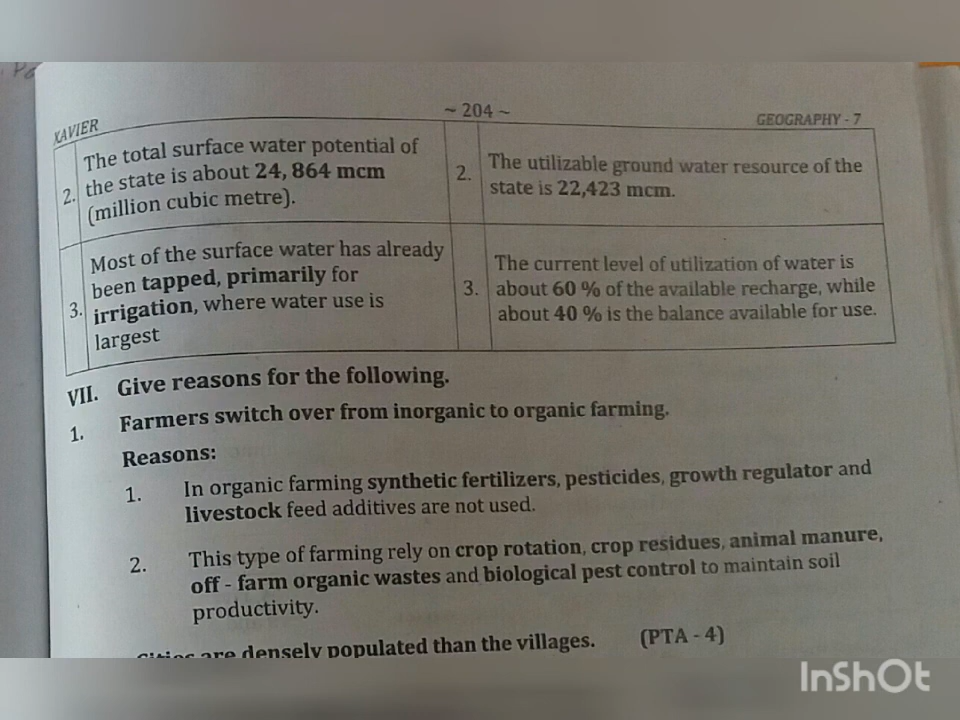 XAVIER
~ 204 ~
GEOGRAPHY - 7
2.
The total surface water potential of
the state is about 24, 864 mcm
(million cubic metre).
2.
The utilizable ground water resource of the
state is 22,423 mcm.
3.
Most of the surface water has already
been tapped, primarily for
irrigation, where water use is
largest
3.
The current level of utilization of water is
about 60 % of the available recharge, while
about 40 % is the balance available for use.
VII. Give reasons for the following.
1. Farmers switch over from inorganic to organic farming.
Reasons:
1. In organic farming synthetic fertilizers, pesticides, growth regulator and
livestock feed additives are not used.
2. This type of farming rely on crop rotation, crop residues, animal manure,
off - farm organic wastes and biological pest control to maintain soil
productivity.
Cities are densely populated than the villages. (PTA - 4)
InShOt